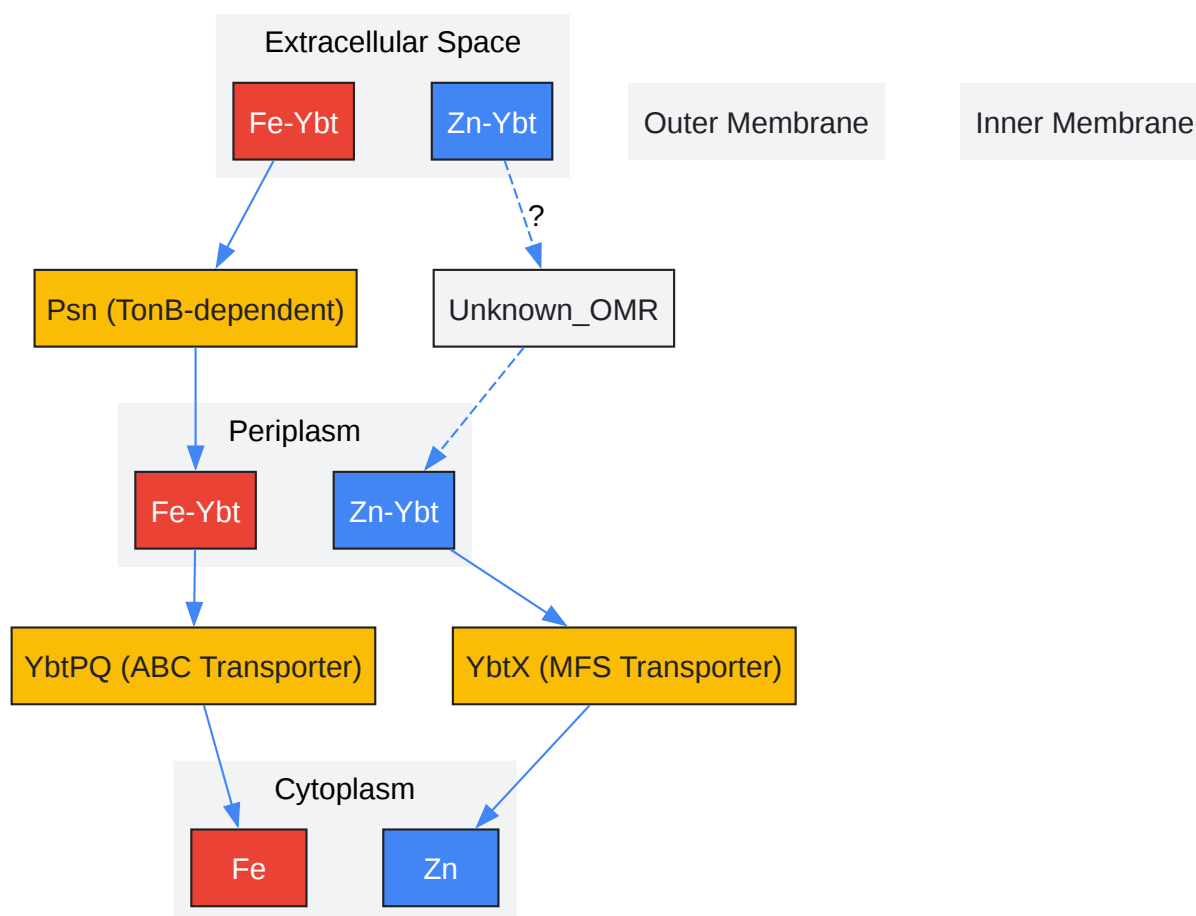 Extracellular Space
Fe-Ybt
Zn-Ybt
Outer Membrane
Inner Membrane
?
Psn (TonB-dependent)
Unknown_OMR
Periplasm
Fe-Ybt
Zn-Ybt
YbtPQ (ABC Transporter)
YbtX (MFS Transporter)
Cytoplasm
Fe
Zn